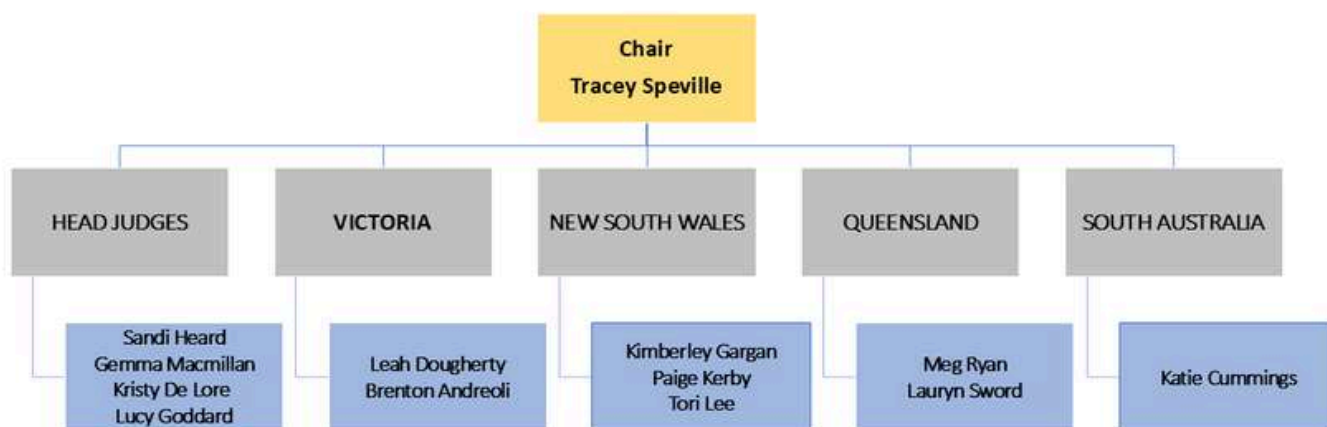 Chair
Tracey Speville
HEAD JUDGES
VICTORIA
NEW SOUTH WALES
QUEENSLAND
SOUTH AUSTRALIA
Sandi Heard
Gemma Macmillan
Kristy De Lore
Lucy Goddard
Leah Dougherty
Brenton Andreoli
Kimberley Gargan
Paige Kerby
Tori Lee
Meg Ryan
Lauryn Sword
Katie Cummings